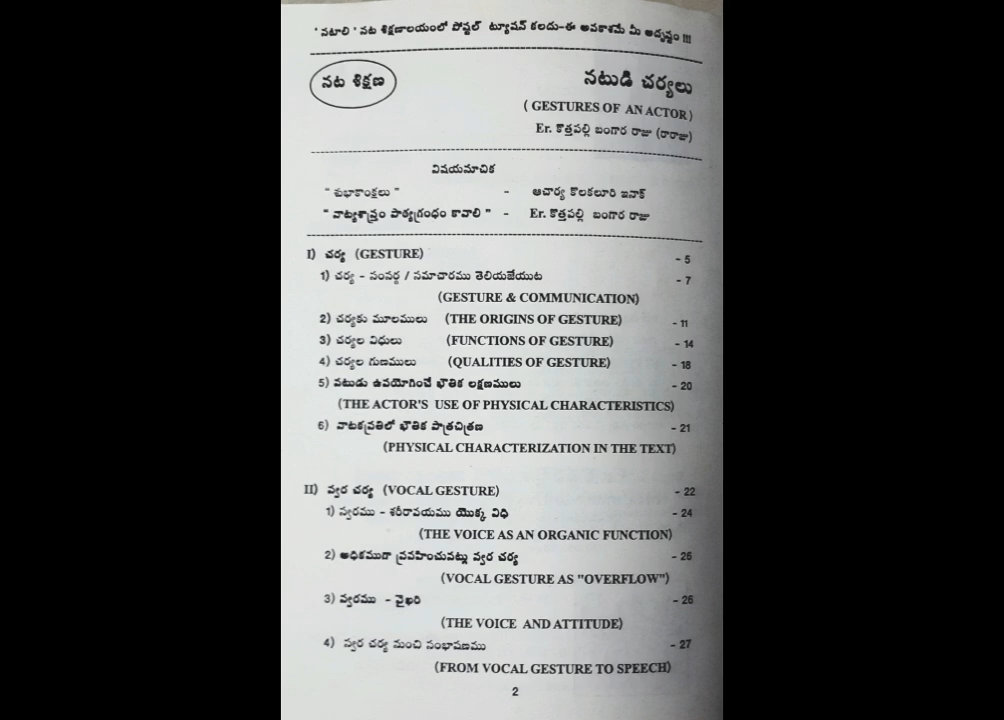 ' నటాలి ' నట శిక్షణాలయంలో పోస్టల్ ట్యూషన్ కలదు-ఈ అవకాశమే మీ అదృష్టం !!!
నట శిక్షణ
నటుడి చర్యలు
( GESTURES OF AN ACTOR)
Er. కొత్తపల్లి బంగార రాజు (రారాజు)
విషయసూచిక
" శుభాకాంక్షలు " - ఆచార్య కొలకలూరి ఇనాక్
" నాట్యశాస్త్రం పాఠ్యగ్రంథం కావాలి " - Er. కొత్తపల్లి బంగార రాజు
I) చర్య (GESTURE) - 5
1) చర్య - సంపర్క / సమాచారము తెలియజేయుట - 7
(GESTURE & COMMUNICATION)
2) చర్యకు మూలములు (THE ORIGINS OF GESTURE) - 11
3) చర్యల విధులు (FUNCTIONS OF GESTURE) - 14
4) చర్యల గుణములు (QUALITIES OF GESTURE) - 18
5) నటుడు ఉపయోగించే భౌతిక లక్షణములు - 20
(THE ACTOR'S USE OF PHYSICAL CHARACTERISTICS)
6) నాటకప్రతిలో భౌతిక పాత్రచిత్రణ - 21
(PHYSICAL CHARACTERIZATION IN THE TEXT)
II) స్వర చర్య (VOCAL GESTURE) - 22
1) స్వరము - శరీరావయము యొక్క విధి - 24
(THE VOICE AS AN ORGANIC FUNCTION)
2) అధికముగా ప్రవహించునట్లు స్వర చర్య - 26
(VOCAL GESTURE AS "OVERFLOW")
3) స్వరము - వైఖరి - 26
(THE VOICE AND ATTITUDE)
4) స్వర చర్య నుంచి సంభాషణము - 27
(FROM VOCAL GESTURE TO SPEECH)
2